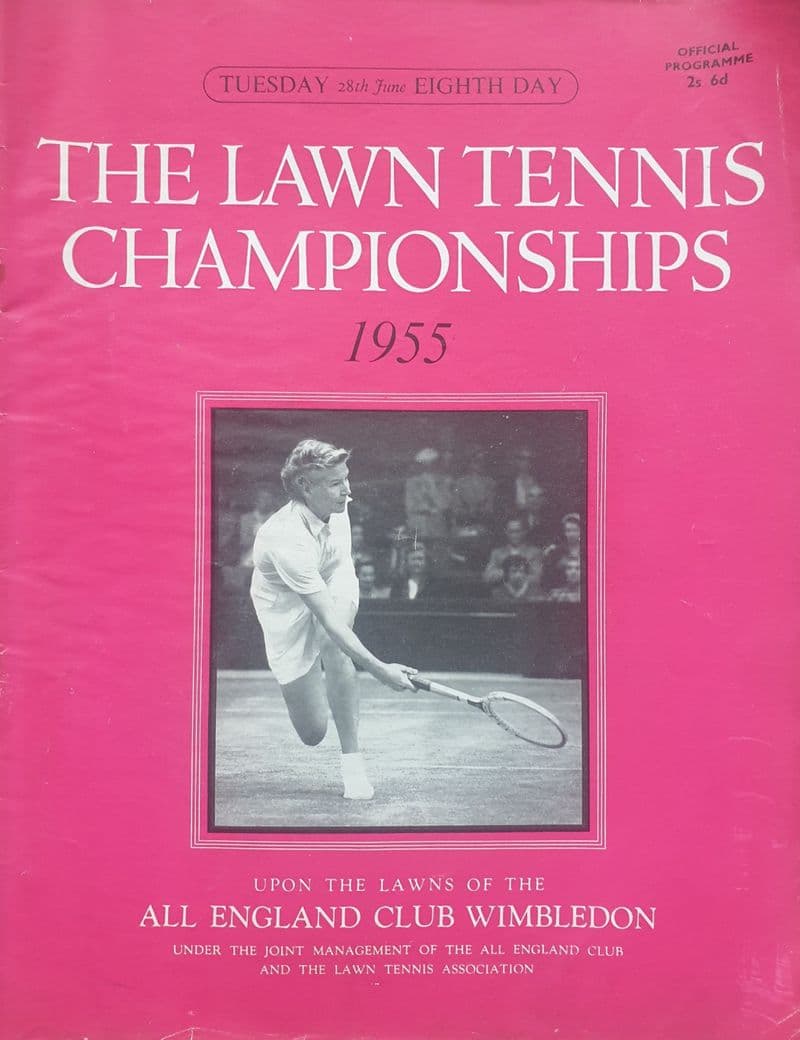 OFFICIAL
PROGRAMME
2s 6d
TUESDAY 28th June EIGHTH DAY
THE LAWN TENNIS
CHAMPIONSHIPS
1955
UPON THE LAWNS OF THE
ALL ENGLAND CLUB WIMBLEDON
UNDER THE JOINT MANAGEMENT OF THE ALL ENGLAND CLUB
AND THE LAWN TENNIS ASSOCIATION